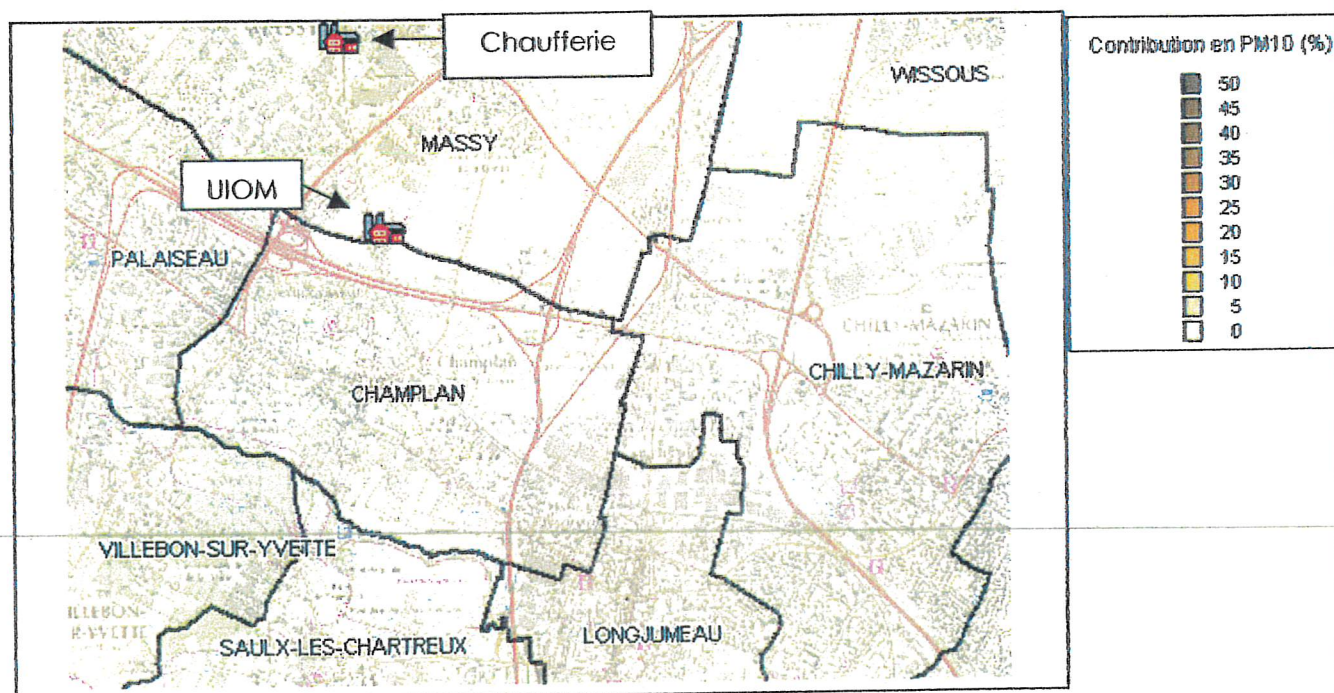 Chaufferie
Contribution en PM10 (%)
WISSOUS
50
45
40
35
30
25
20
15
10
5
0
MASSY
UIOM
PALAISEAU
CHILLY-MAZARIN
Champlan
CHILLY-MAZARIN
CHAMPLAN
VILLEBON-SUR-YVETTE
LONGJUMEAU
SAULX-LES-CHARTREUX